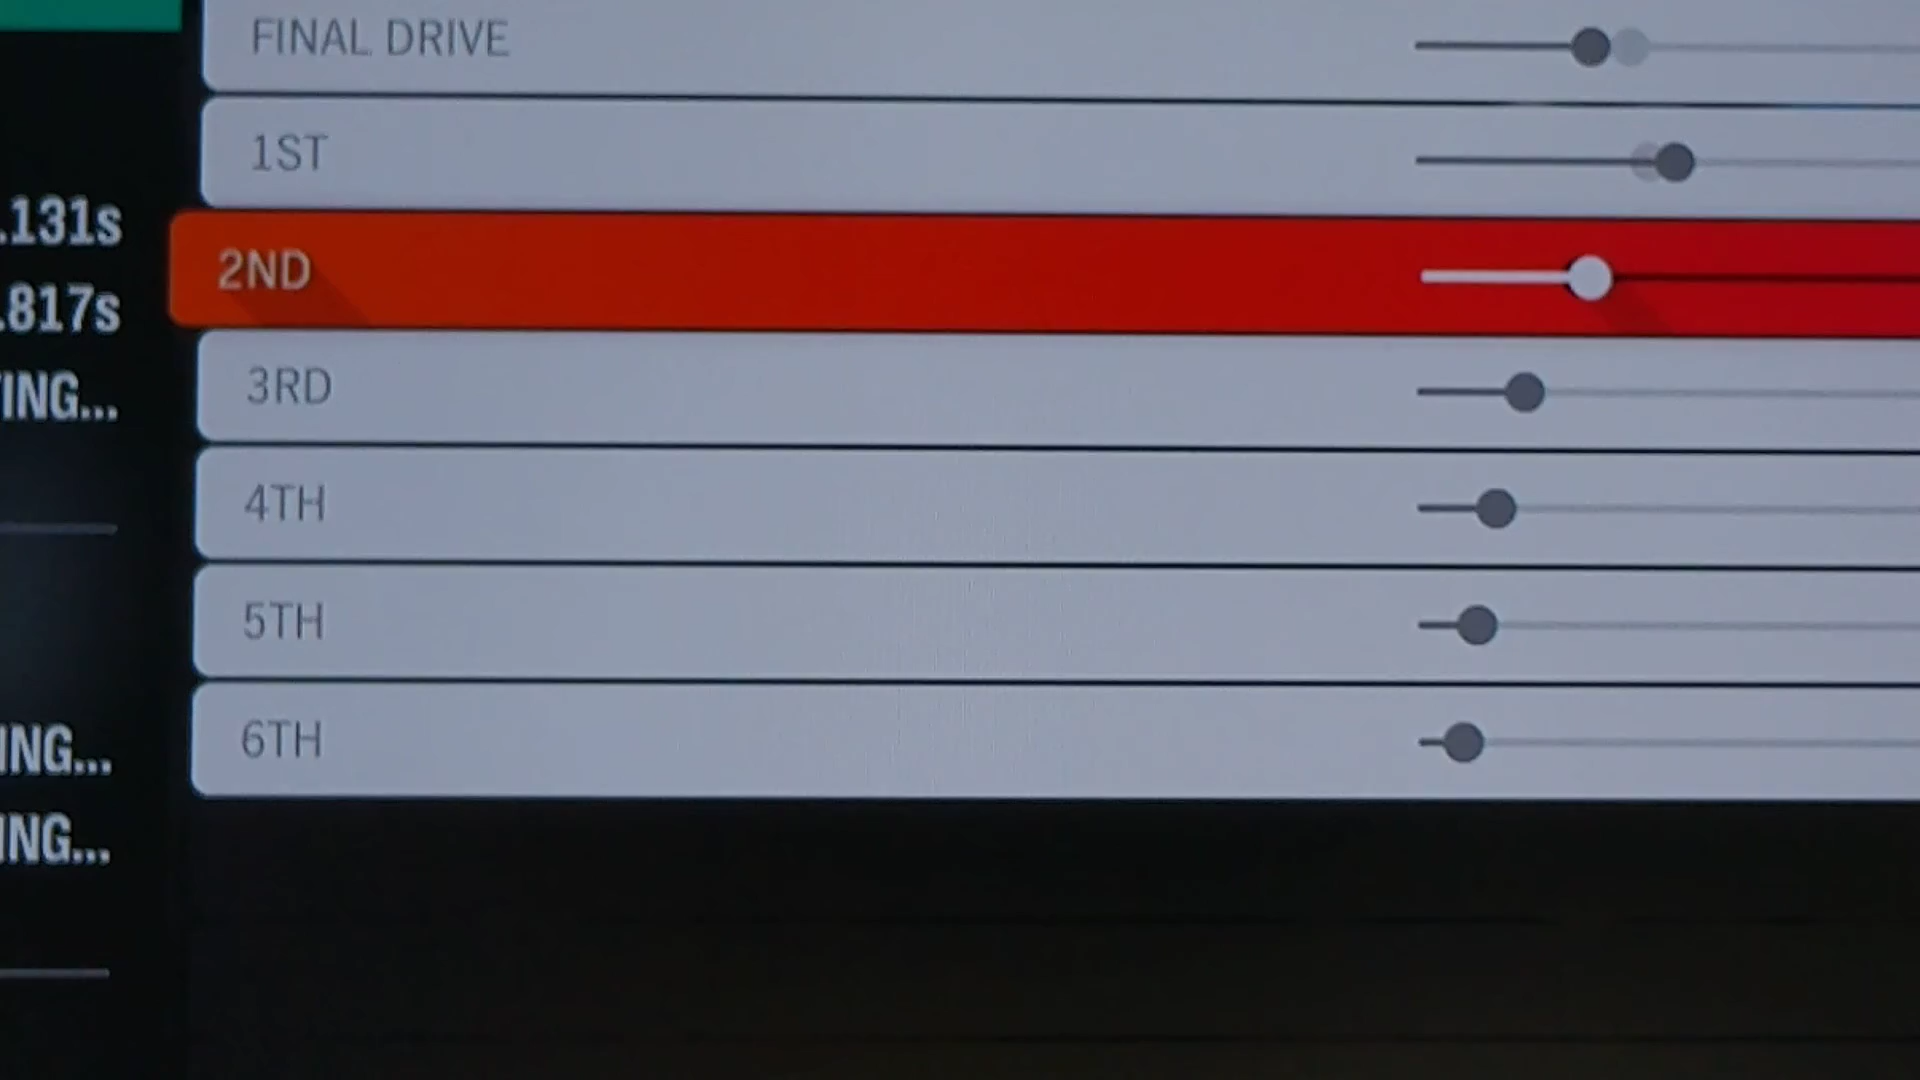 FINAL DRIVE
1ST
.131s
2ND
.817s
3RD
ING...
4TH
5TH
6TH
ING...
ING...